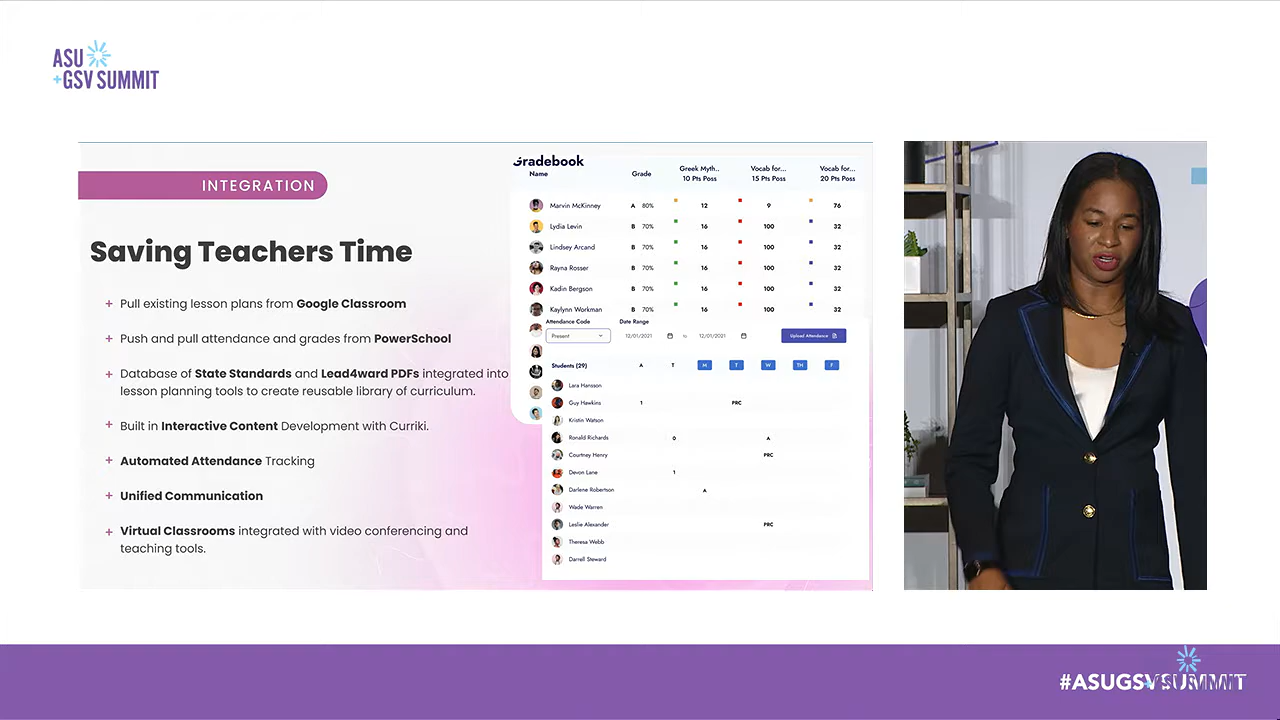 ASU
+GSV SUMMIT
INTEGRATION
Saving Teachers Time
+ Pull existing lesson plans from Google Classroom
+ Push and pull attendance and grades from PowerSchool
+ Database of State Standards and Lead4ward PDFs integrated into
lesson planning tools to create reusable library of curriculum.
+ Built in Interactive Content Development with Curriki.
+ Automated Attendance Tracking
+ Unified Communication
+ Virtual Classrooms integrated with video conferencing and
teaching tools.
Gradebook
Name Grade Greek Myth.. 10 Pts Poss Vocab for... 15 Pts Poss Vocab for... 20 Pts Poss
Marvin McKinney A 80% 12 9 76
Lydia Levin B 70% 16 100 32
Lindsey Arcand B 70% 16 100 32
Rayna Rosser B 70% 16 100 32
Kadin Bergson B 70% 16 100 32
Kaylynn Workman B 70% 16 100 32
Attendance Code Date Range
Present 12/01/2021 to 12/01/2021 Upload Attendance
Students (29) A T M T W TH F
Lara Hansson
Guy Hawkins 1 PRC
Kristin Watson
Ronald Richards 0 A
Courtney Henry PRC
Devon Lane 1
Darlene Robertson A
Wade Warren
Leslie Alexander PRC
Theresa Webb
Darrell Steward
#ASUGSVSUMMIT